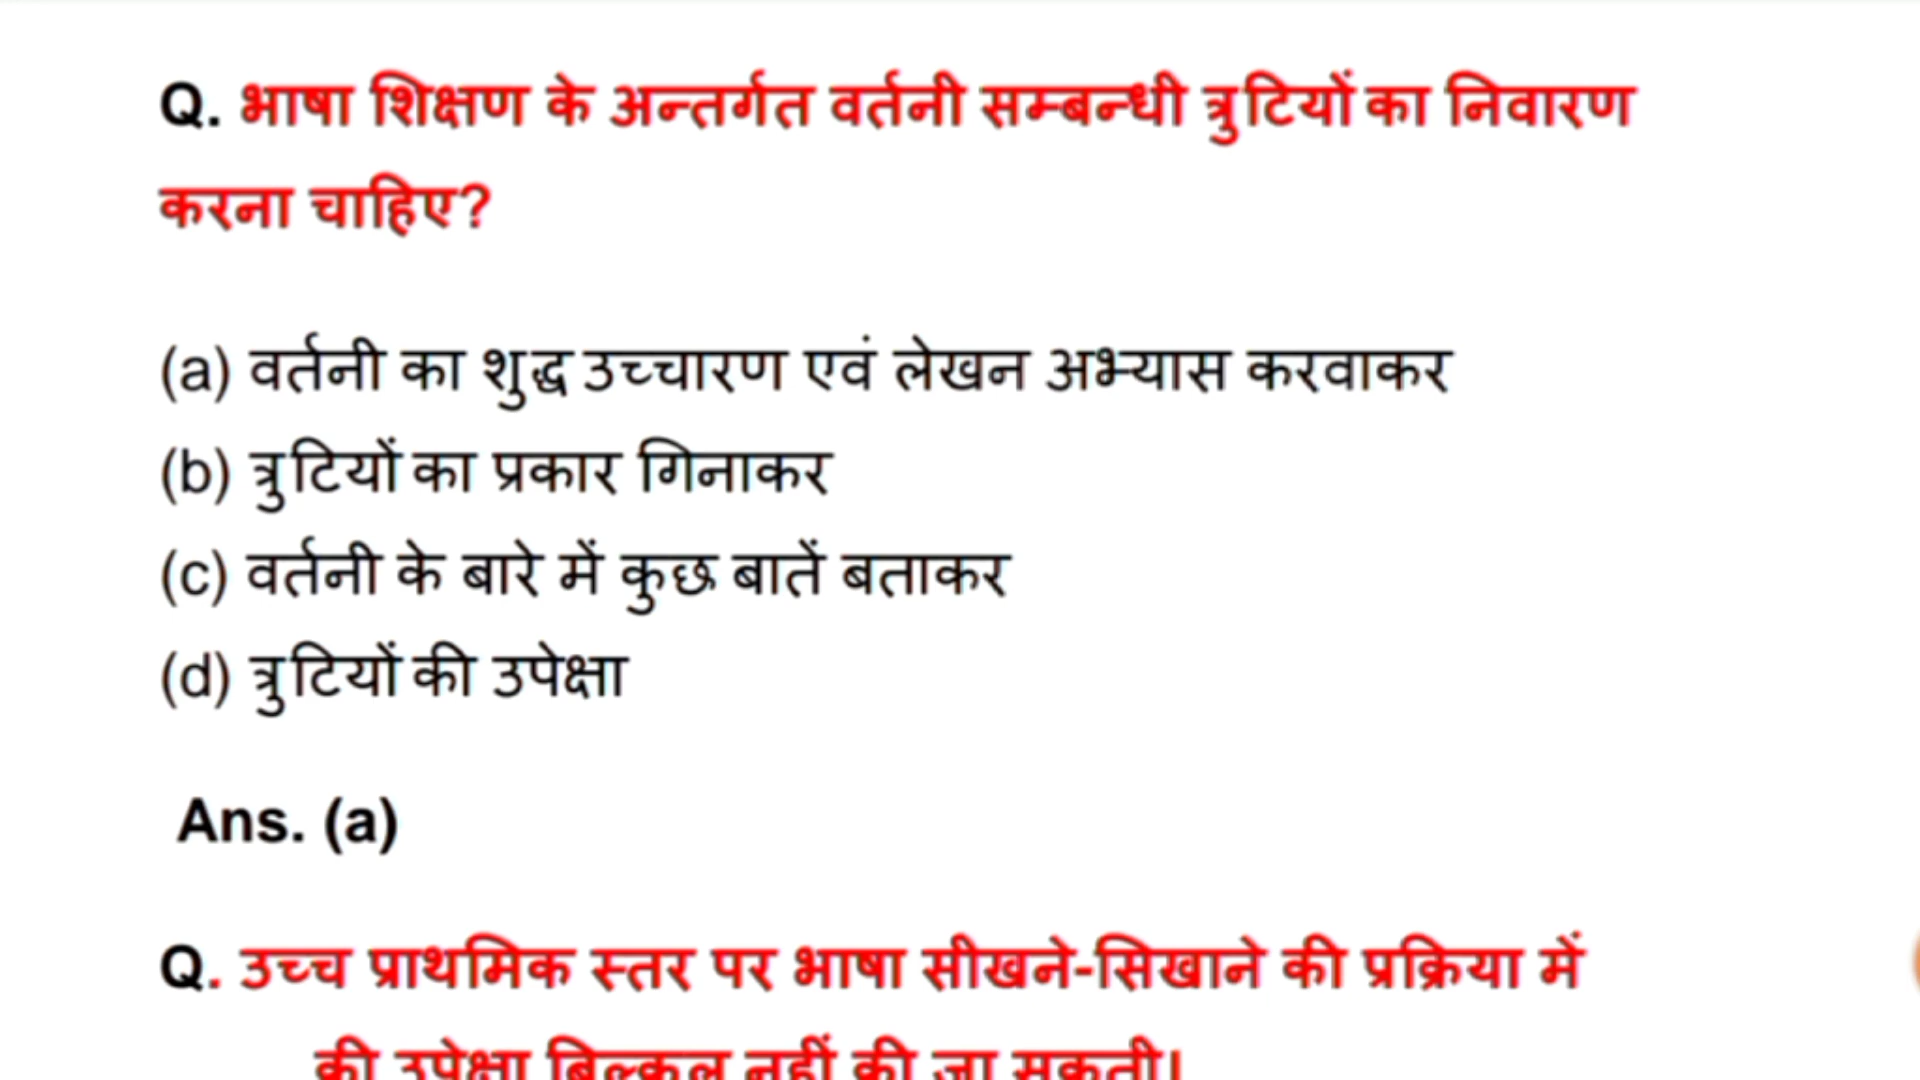 Q. भाषा शिक्षण के अन्तर्गत वर्तनी सम्बन्धी त्रुटियों का निवारण
करना चाहिए?
(a) वर्तनी का शुद्ध उच्चारण एवं लेखन अभ्यास करवाकर
(b) त्रुटियों का प्रकार गिनाकर
(c) वर्तनी के बारे में कुछ बातें बताकर
(d) त्रुटियों की उपेक्षा
Ans. (a)
Q. उच्च प्राथमिक स्तर पर भाषा सीखने-सिखाने की प्रक्रिया में
की उपेक्षा बिल्कुल नहीं की जा सकती।